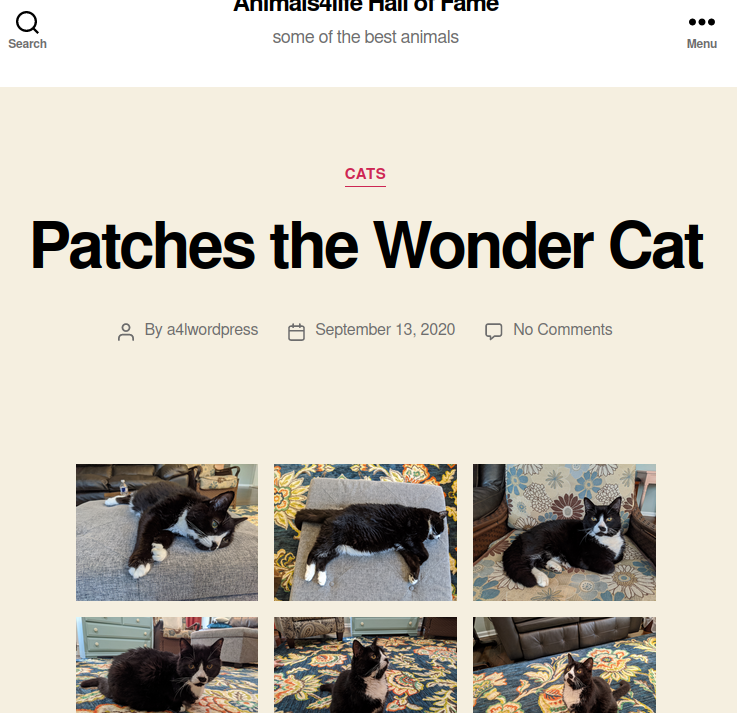 Animals4life Hall of Fame
some of the best animals
Search
Menu
CATS
Patches the Wonder Cat
By a4lwordpress
September 13, 2020
No Comments